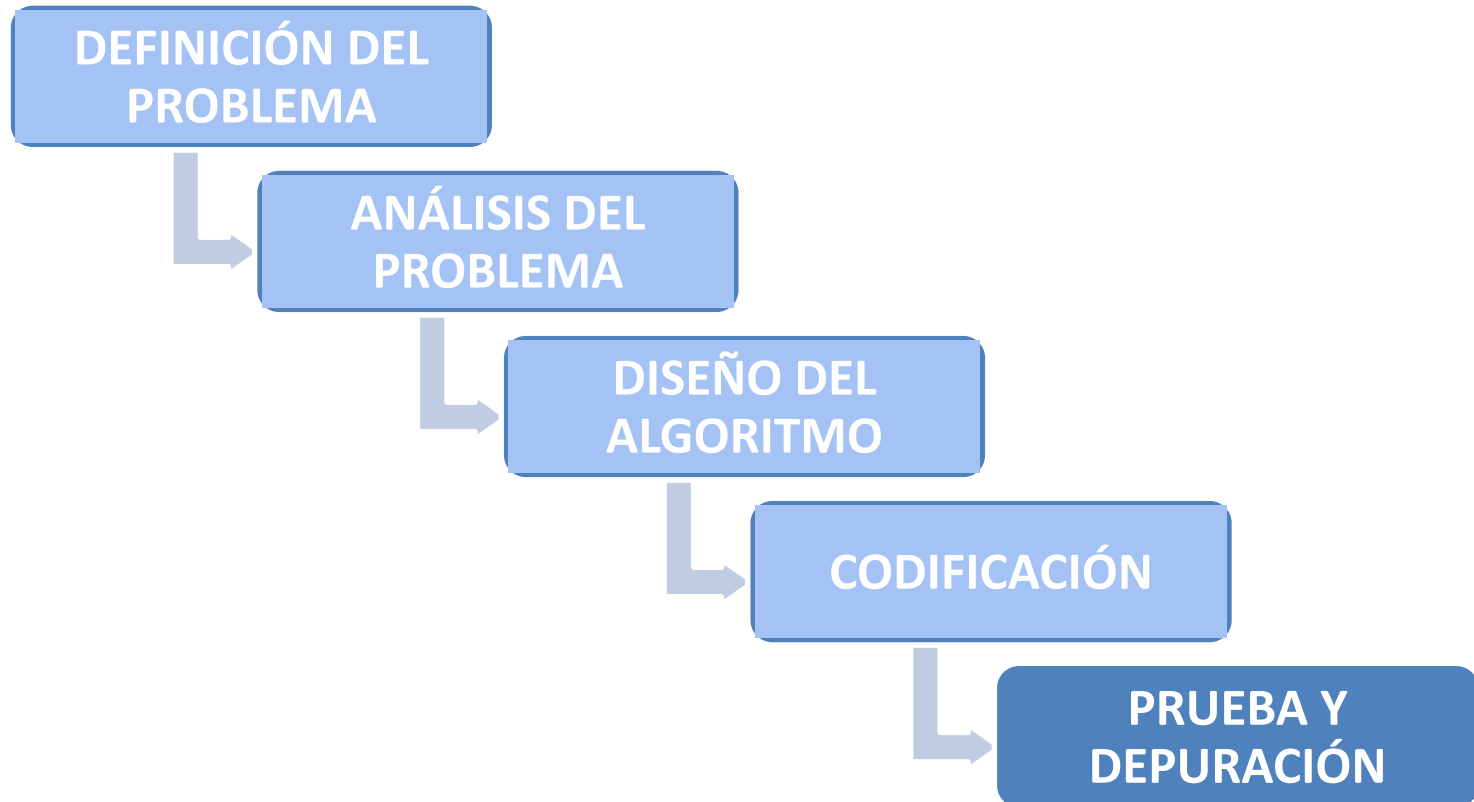 DEFINICIÓN DEL
PROBLEMA
ANÁLISIS DEL
PROBLEMA
DISEÑO DEL
ALGORITMO
CODIFICACIÓN
PRUEBA Y
DEPURACIÓN